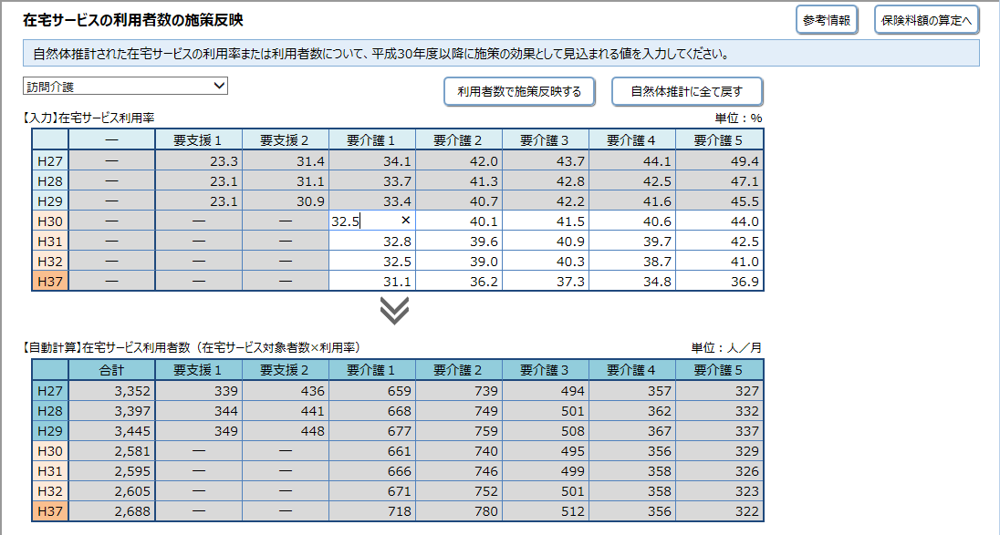 在宅サービスの利用者数の施策反映
参考情報
保険料額の算定へ
自然体推計された在宅サービスの利用率または利用者数について、平成30年度以降に施策の効果として見込まれる値を入力してください。
訪問介護
利用者数で施策反映する
自然体推計に全て戻す
【入力】在宅サービス利用率
単位：%
― 要支援1 要支援2 要介護1 要介護2 要介護3 要介護4 要介護5
H27 ― 23.3 31.4 34.1 42.0 43.7 44.1 49.4
H28 ― 23.1 31.1 33.7 41.3 42.8 42.5 47.1
H29 ― 23.1 30.9 33.4 40.7 42.2 41.6 45.5
H30 ― ― ― 32.5 × 40.1 41.5 40.6 44.0
H31 ― ― ― 32.8 39.6 40.9 39.7 42.5
H32 ― ― ― 32.5 39.0 40.3 38.7 41.0
H37 ― ― ― 31.1 36.2 37.3 34.8 36.9
【自動計算】在宅サービス利用者数（在宅サービス対象者数×利用率）
単位：人／月
合計 要支援1 要支援2 要介護1 要介護2 要介護3 要介護4 要介護5
H27 3,352 339 436 659 739 494 357 327
H28 3,397 344 441 668 749 501 362 332
H29 3,445 349 448 677 759 508 367 337
H30 2,581 ― ― 661 740 495 356 329
H31 2,595 ― ― 666 746 499 358 326
H32 2,605 ― ― 671 752 501 358 323
H37 2,688 ― ― 718 780 512 356 322